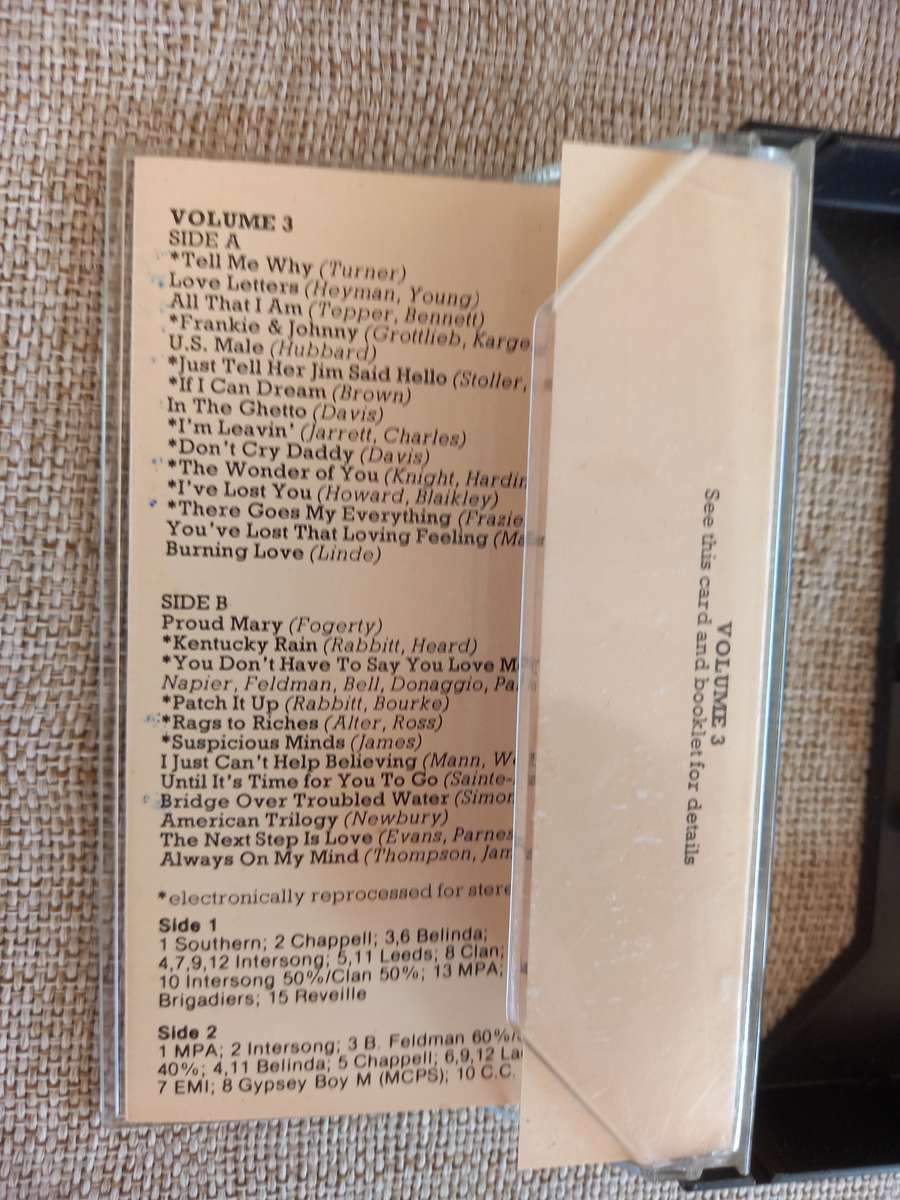 VOLUME 3
SIDE A
*Tell Me Why (Turner)
Love Letters (Heyman, Young)
All That I Am (Tepper, Bennett)
*Frankie & Johnny (Grottlieb, Karge
U.S. Male (Hubbard)
*Just Tell Her Jim Said Hello (Stoller,
*If I Can Dream (Brown)
In The Ghetto (Davis)
*I'm Leavin' (Jarrett, Charles)
*Don't Cry Daddy (Davis)
*The Wonder of You (Knight,
*I've Lost You (Howard, Blaikley)
*There Goes My Everything (Frazie
You've Lost That Loving Feeling
Burning Love (Linde)
SIDE B
Proud Mary (Fogerty)
*Kentucky Rain (Rabbitt, Heard)
*You Don't Have To Say You Love M
Napier, Feldman, Bell, Donaggio,
*Patch It Up (Rabbitt, Bourke)
*Rags to Riches (Alter, Ross)
*Suspicious Minds (James)
I Just Can't Help Believing (Mann,
Until It's Time for You To Go (Sainte-
Bridge Over Troubled Water (Simon
American Trilogy (Newbury)
The Next Step Is Love (Evans, Parnes
Always On My Mind (Thompson, Jam
*electronically reprocessed for stere
Side 1
1 Southern; 2 Chappell; 3,6 Belinda;
4,7,9,12 Intersong; 5,11 Leeds; 8 Clan;
10 Intersong 50%/Clan 50%; 13 MPA;
Brigadiers; 15 Reveille
Side 2
1 MPA; 2 Intersong; 3 B. Feldman 60%/
40%; 4,11 Belinda; 5 Chappell; 6,9,12
7 EMI; 8 Gypsey Boy M (MCPS); 10 C.C.
VOLUME 3
See this card and booklet for details